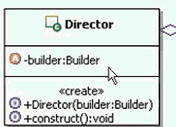 Director
-builder:Builder
«create»
+Director(builder:Builder)
+construct():void